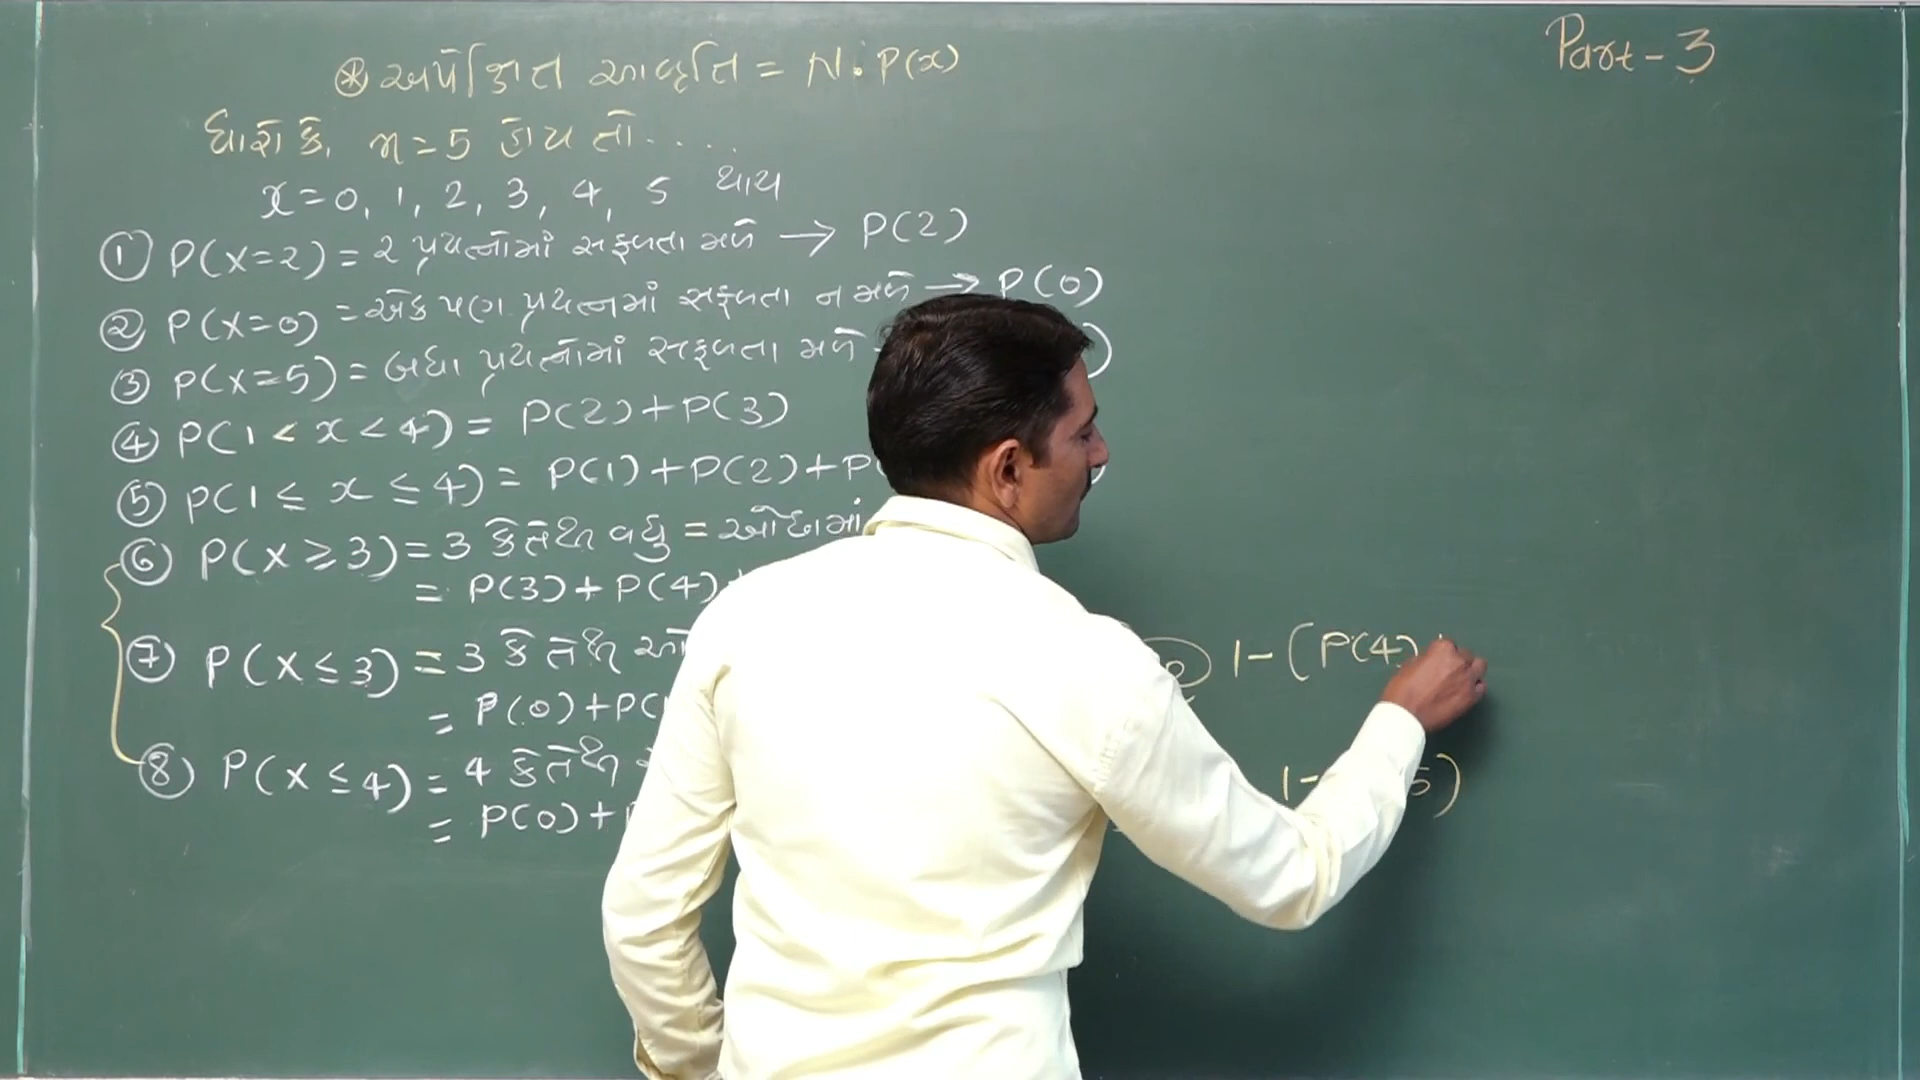 Part-3
⊛ અપેક્ષિત આવૃત્તિ = N.P(x)
ધારો કે, n=5 હોય તો.....
x=0, 1, 2, 3, 4, 5 થાય
① P(X=2) = 2 પ્રયત્નોમાં સફળતા મળે → P(2)
② P(X=0) = એક પણ પ્રયત્નમાં સફળતા ન મળે → P(0)
③ P(X=5) = બધા પ્રયત્નોમાં સફળતા મળે
④ P(1 < x < 4) = P(2)+P(3)
⑤ P(1 ≤ x ≤ 4) = P(1)+P(2)+P(
⑥ P(X ≥ 3) = 3 કે તેથી વધુ = ઓછામાં
= P(3)+P(4)
⑦ P(X ≤ 3) = 3 કે તેથી
1-(P(4)
= P(0)+P(
⑧ P(X ≤ 4) = 4 કે તેથી
1- 5)
= P(0)+